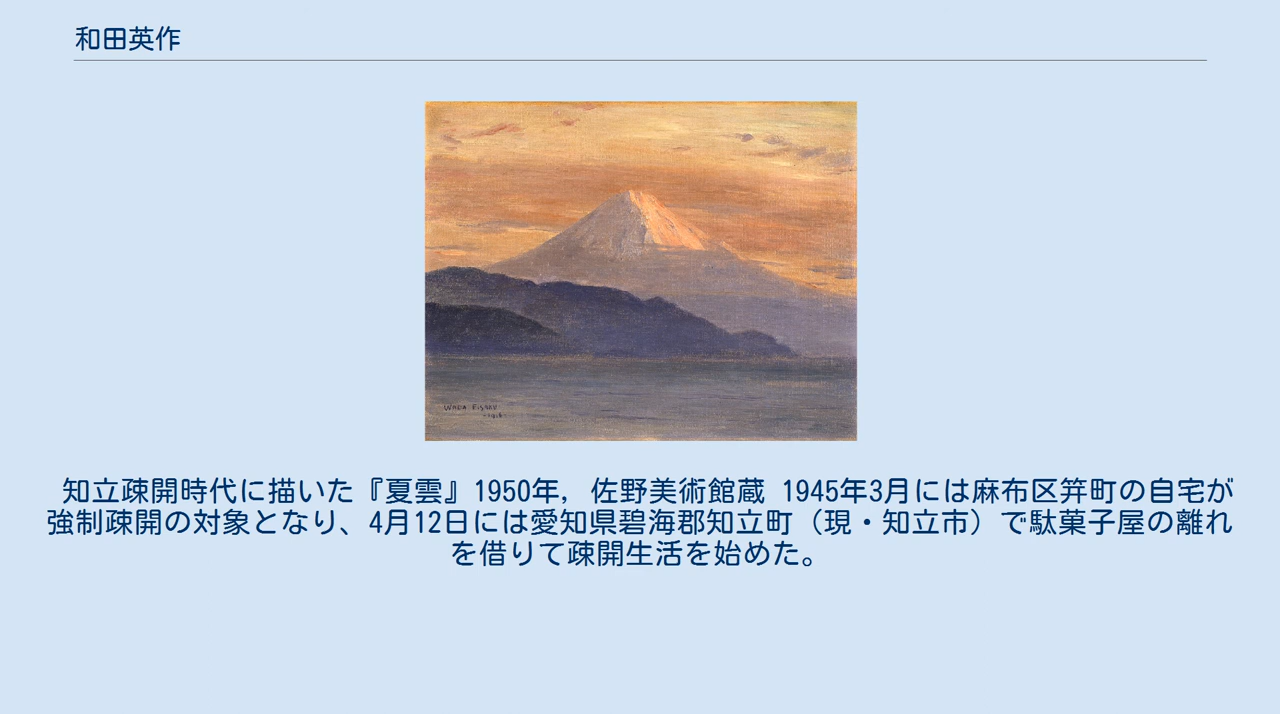 和田英作
WADA EISAKU
知立疎開時代に描いた『夏雲』1950年，佐野美術館蔵 1945年3月には麻布区笄町の自宅が
強制疎開の対象となり、4月12日には愛知県碧海郡知立町（現・知立市）で駄菓子屋の離れ
を借りて疎開生活を始めた。